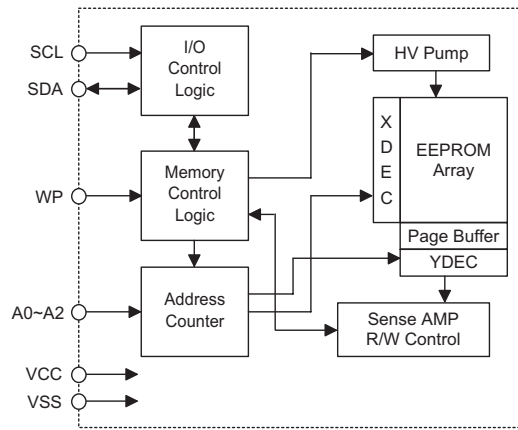 SCL
SDA
WP
A0~A2
VCC
VSS
I/O
Control
Logic
Memory
Control
Logic
Address
Counter
HV Pump
X
D
E
C
EEPROM
Array
Page Buffer
YDEC
Sense AMP
R/W Control